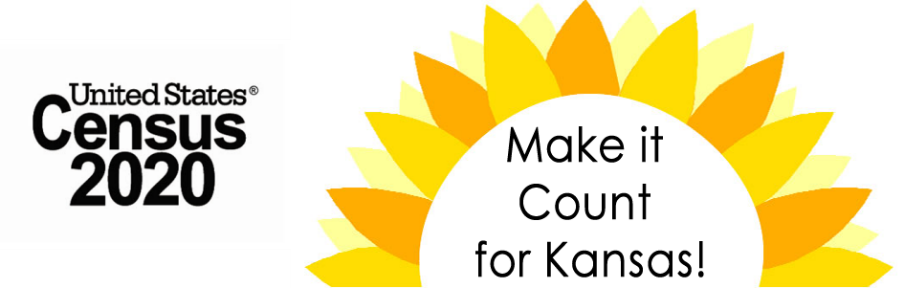 United States®
Census
2020
Make it
Count
for Kansas!